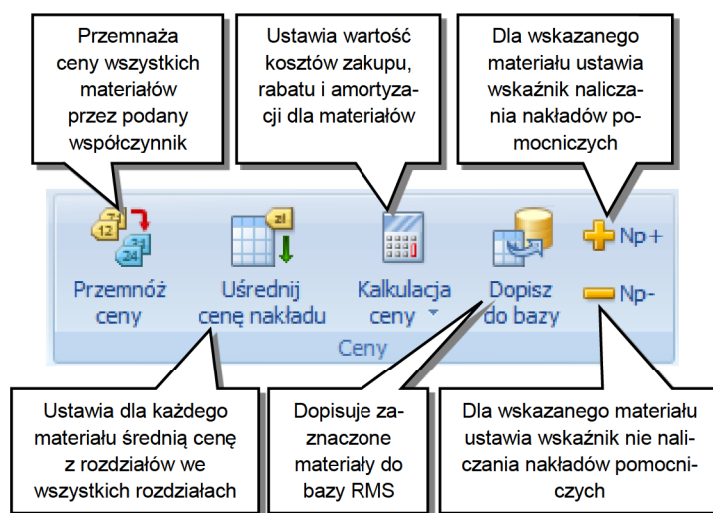 Przemnaża
ceny wszystkich
materiałów
przez podany
współczynnik
Ustawia wartość
kosztów zakupu,
rabatu i amortyza-
cji dla materiałów
Dla wskazanego
materiału ustawia
wskaźnik nalicza-
nia nakładów po-
mocniczych
Przemnóż
ceny
Uśrednij
cenę nakładu
Kalkulacja
ceny
Dopisz
do bazy
Np+
Np-
Ceny
Ustawia dla każdego
materiału średnią cenę
z rozdziałów we
wszystkich rozdziałach
Dopisuje za-
znaczone
materiały do
bazy RMS
Dla wskazanego materiału
ustawia wskaźnik nie nali-
czania nakładów pomocni-
czych